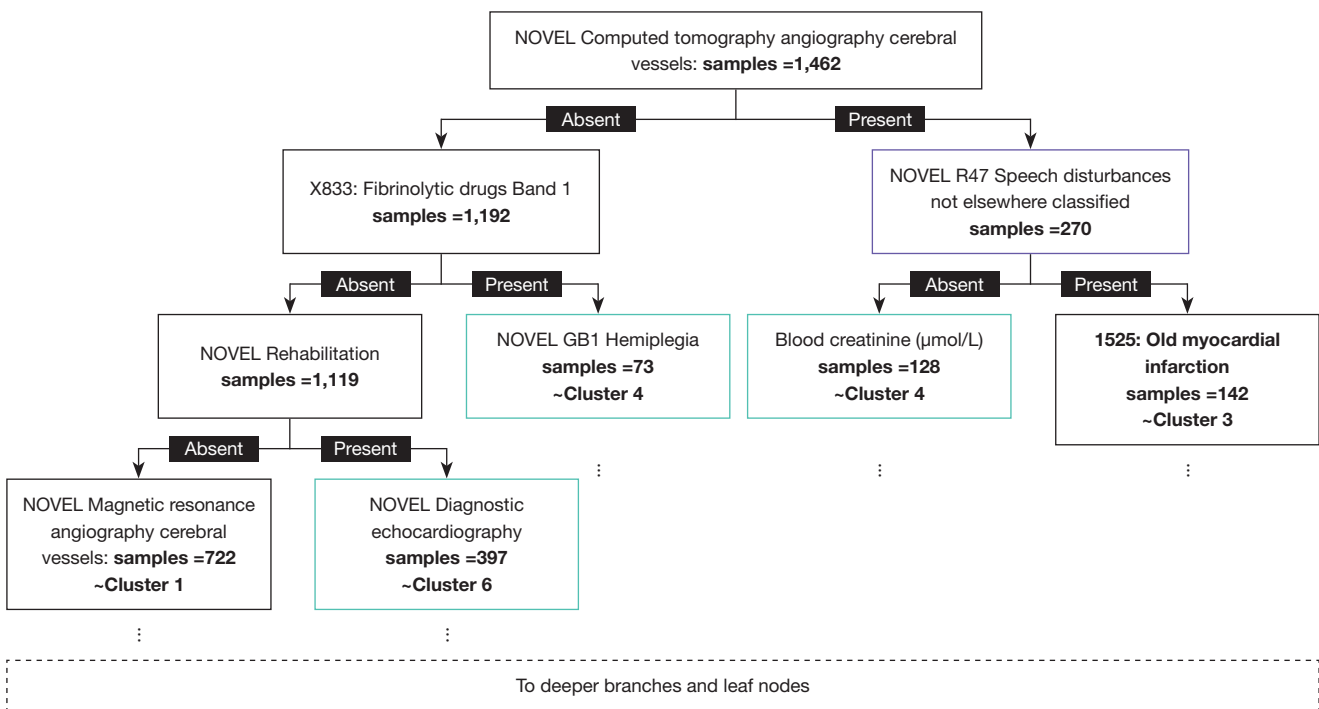 NOVEL Computed tomography angiography cerebral
vessels: samples =1,462
Absent
Present
X833: Fibrinolytic drugs Band 1
samples =1,192
NOVEL R47 Speech disturbances
not elsewhere classified
samples =270
Absent
Present
Absent
Present
NOVEL Rehabilitation
samples =1,119
NOVEL GB1 Hemiplegia
samples =73
~Cluster 4
Blood creatinine (μmol/L)
samples =128
~Cluster 4
1525: Old myocardial
infarction
samples =142
~Cluster 3
Absent
Present
NOVEL Magnetic resonance
angiography cerebral
vessels: samples =722
~Cluster 1
NOVEL Diagnostic
echocardiography
samples =397
~Cluster 6
To deeper branches and leaf nodes